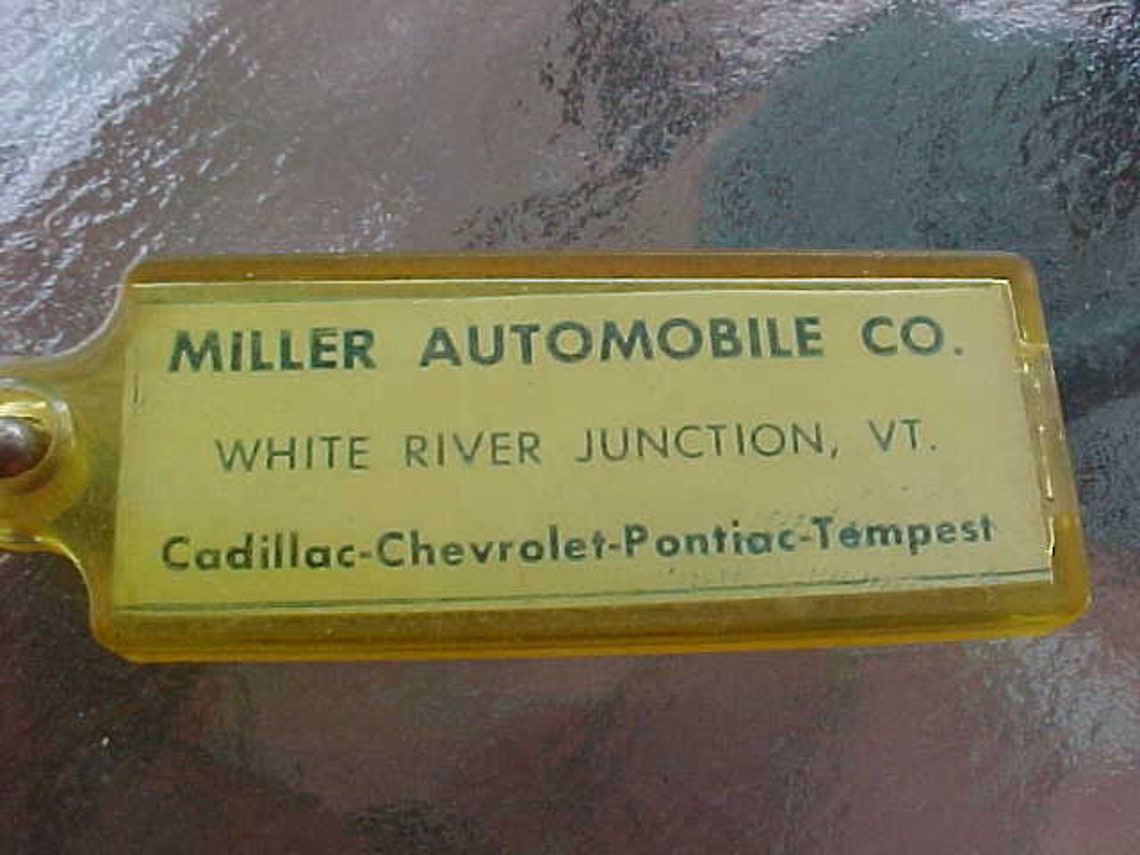 MILLER AUTOMOBILE CO.
WHITE RIVER JUNCTION, VT.
Cadillac-Chevrolet-Pontiac-Tempest